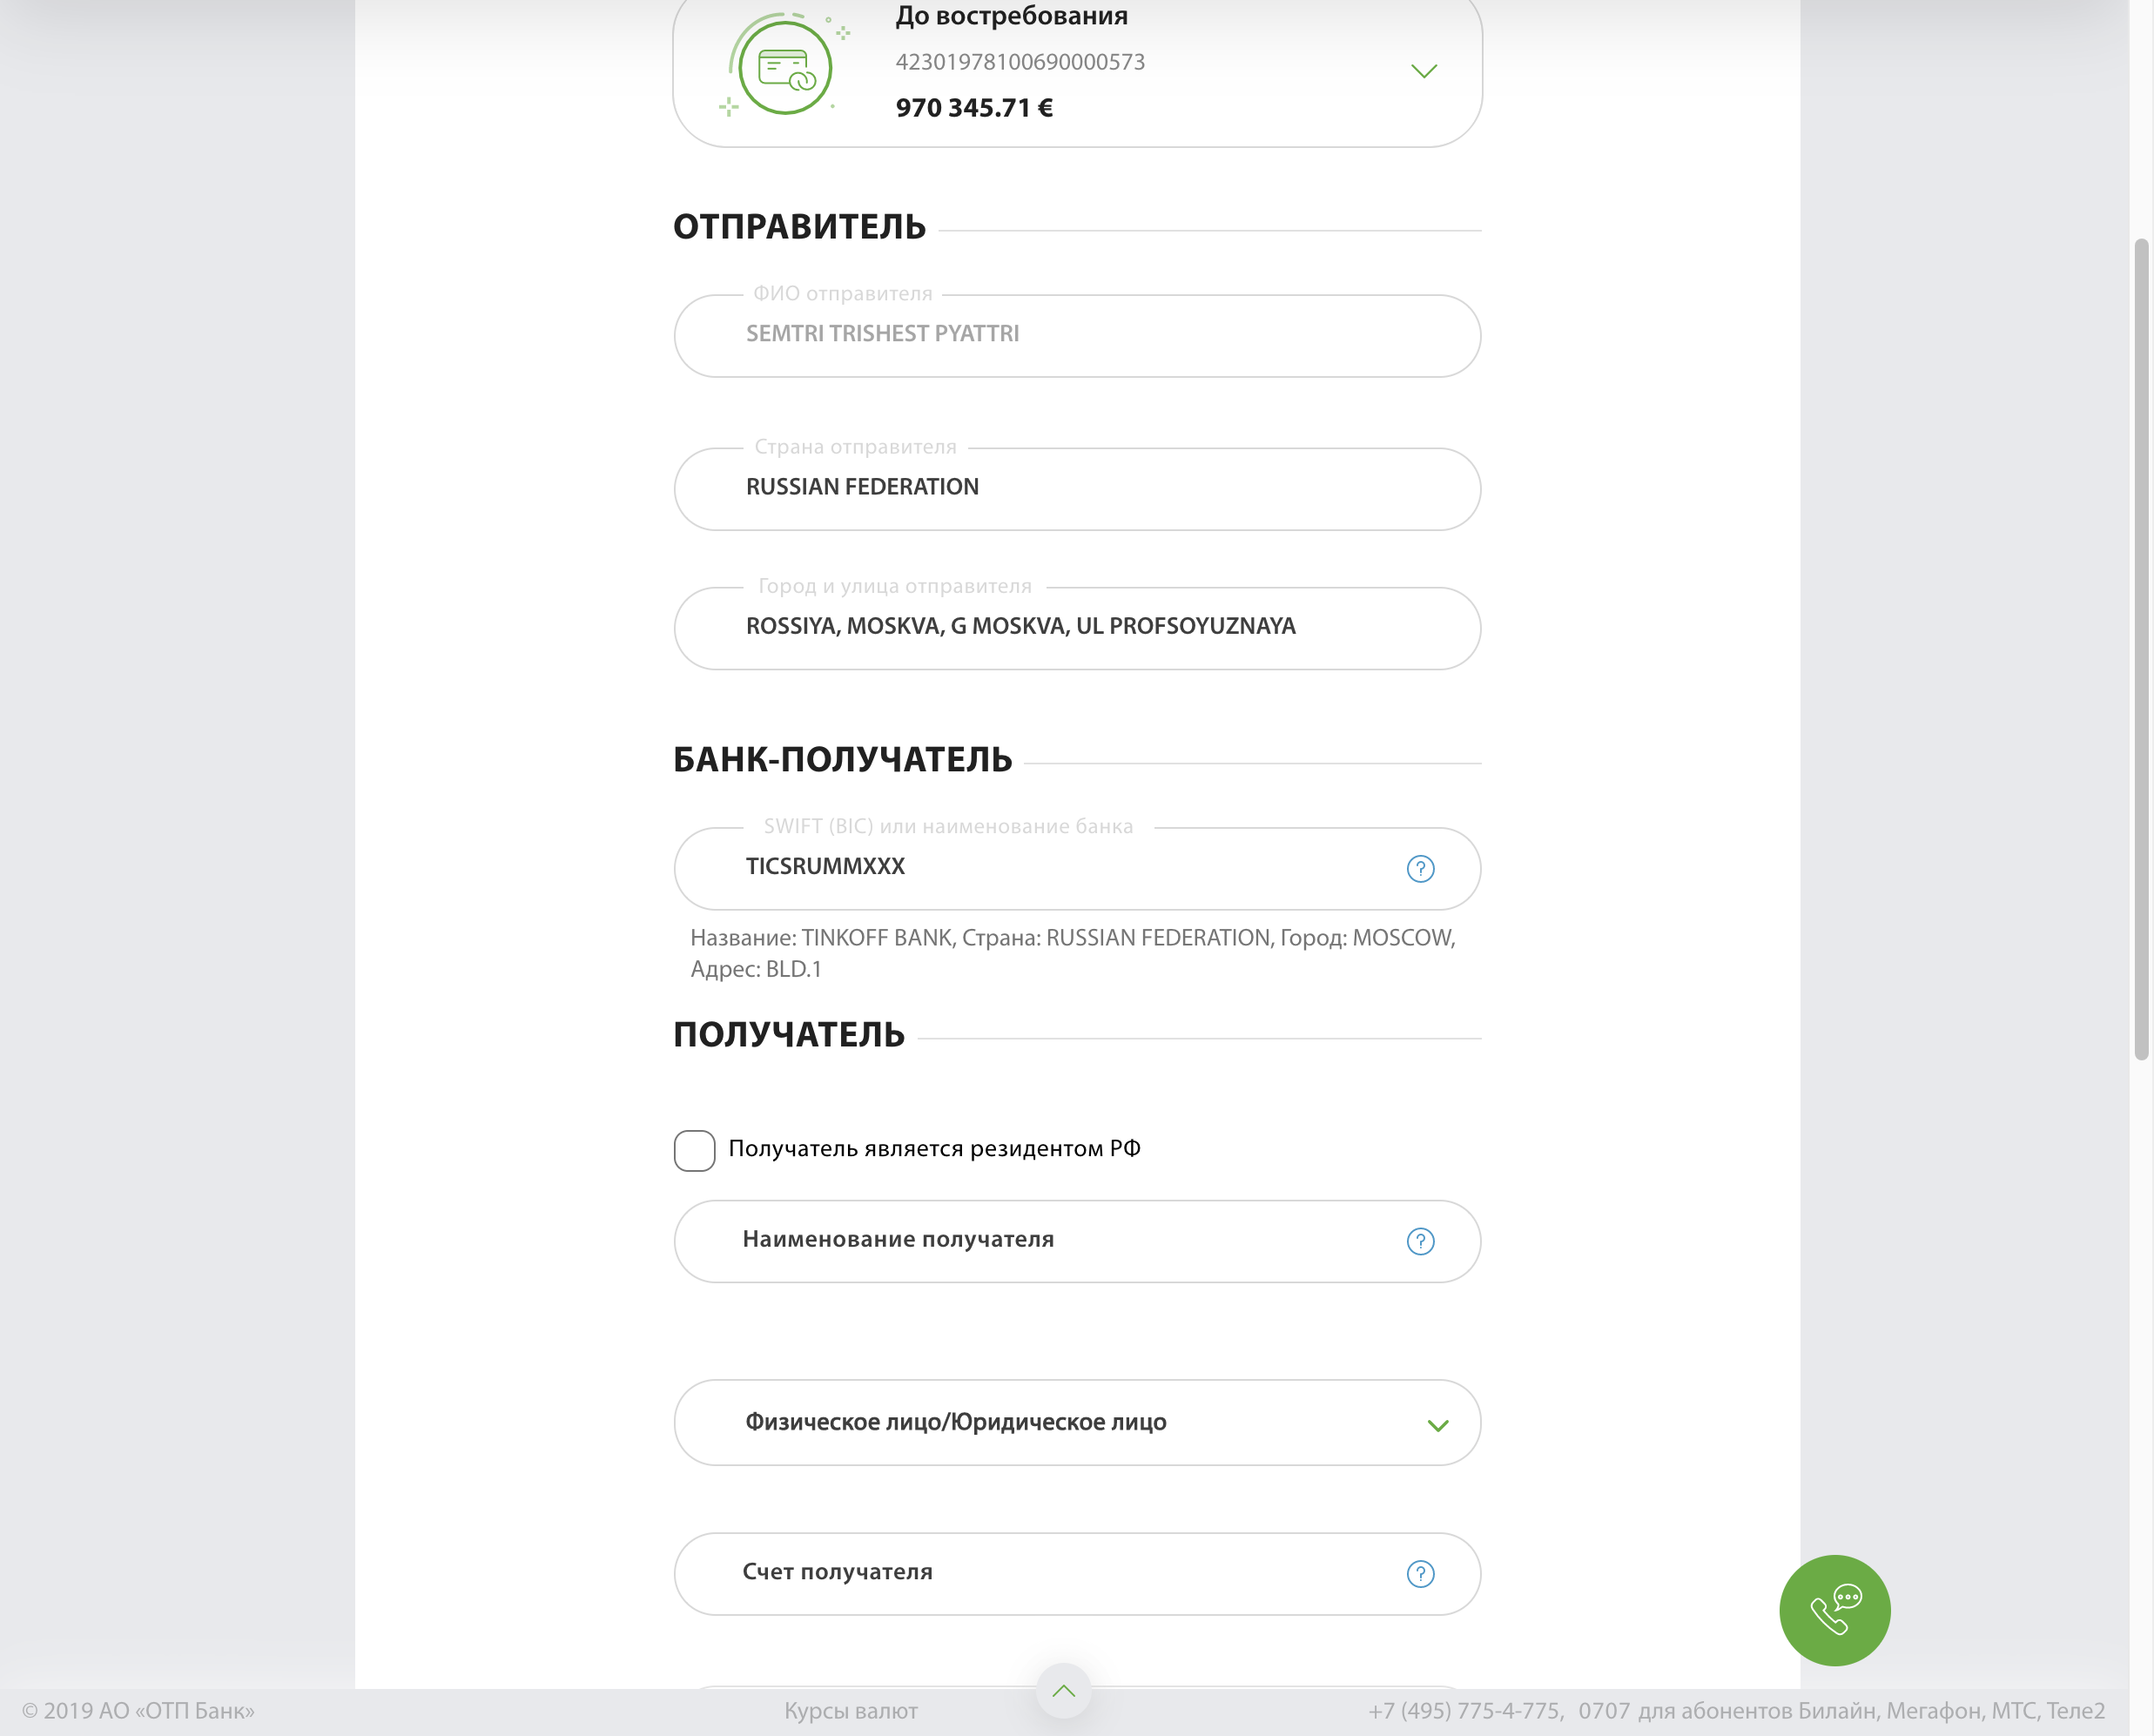 До востребования
42301978100690000573
970 345.71 €
ОТПРАВИТЕЛЬ
ФИО отправителя
SEMTRI TRISHEST PYATTRI
Страна отправителя
RUSSIAN FEDERATION
Город и улица отправителя
ROSSIYA, MOSKVA, G MOSKVA, UL PROFSOYUZNAYA
БАНК-ПОЛУЧАТЕЛЬ
SWIFT (BIC) или наименование банка
TICSRUMMXXX
?
Название: TINKOFF BANK, Страна: RUSSIAN FEDERATION, Город: MOSCOW,
Адрес: BLD.1
ПОЛУЧАТЕЛЬ
Получатель является резидентом РФ
Наименование получателя
?
Физическое лицо/Юридическое лицо
Счет получателя
?
© 2019 АО «ОТП Банк» Курсы валют +7 (495) 775-4-775, 0707 для абонентов Билайн, Мегафон, МТС, Теле2